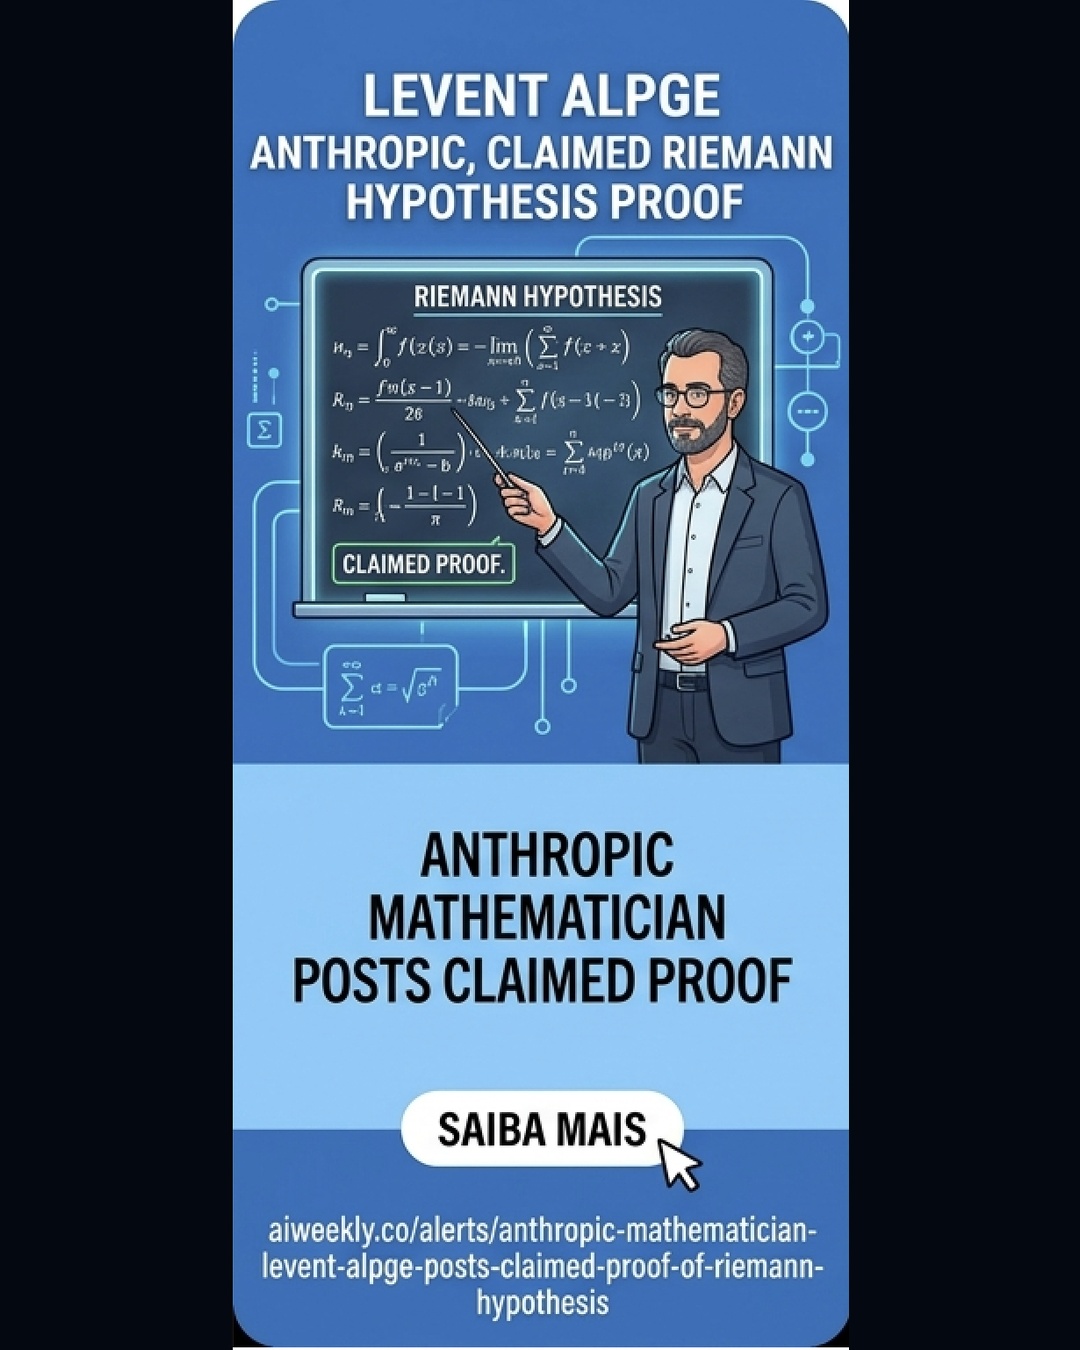 LEVENT ALPGE
ANTHROPIC, CLAIMED RIEMANN
HYPOTHESIS PROOF
RIEMANN HYPOTHESIS
CLAIMED PROOF.
Σ
ANTHROPIC
MATHEMATICIAN
POSTS CLAIMED PROOF
SAIBA MAIS
aiweekly.co/alerts/anthropic-mathematician-
levent-alpge-posts-claimed-proof-of-riemann-
hypothesis